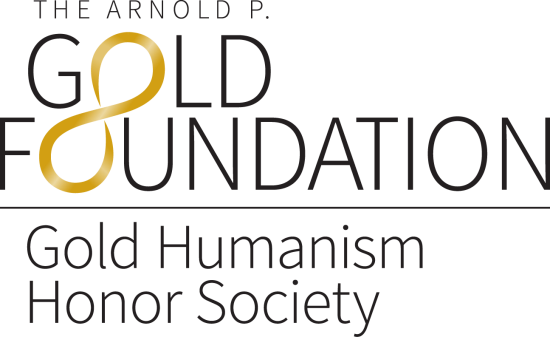 THE ARNOLD P.
GOLD
FOUNDATION
Gold Humanism
Honor Society